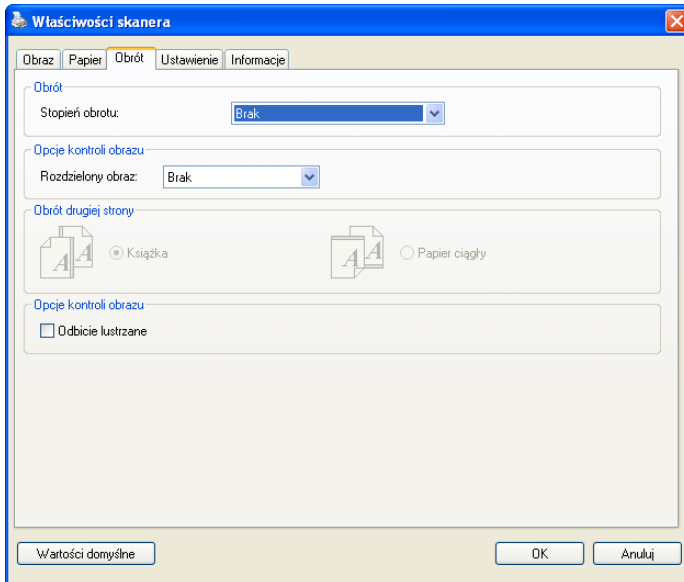 Właściwości skanera
Obraz Papier Obrót Ustawienie Informacje
Obrót
Stopień obrotu: Brak
Opcje kontroli obrazu
Rozdzielony obraz: Brak
Obrót drugiej strony
A A Książka A A Papier ciągły
Opcje kontroli obrazu
Odbicie lustrzane
Wartości domyślne OK Anuluj